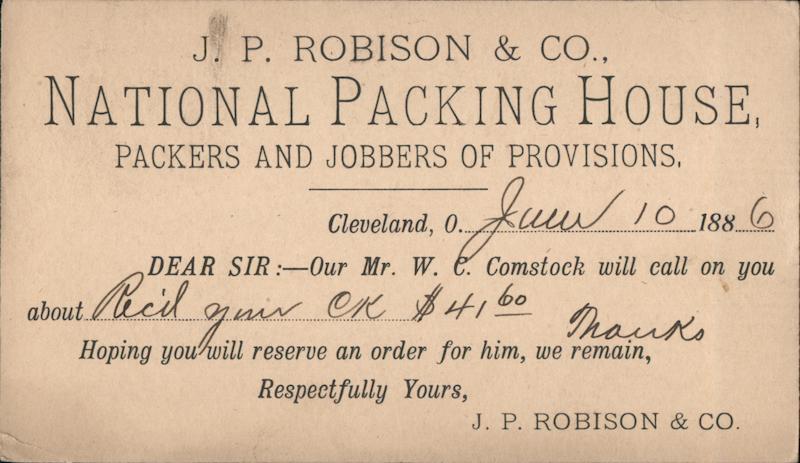 J. P. ROBISON & CO.,
NATIONAL PACKING HOUSE,
PACKERS AND JOBBERS OF PROVISIONS.
Cleveland, O. June 10 1886
DEAR SIR :—Our Mr. W. C. Comstock will call on you
about Rec'd your CK $41.60
Thanks
Hoping you will reserve an order for him, we remain,
Respectfully Yours,
J. P. ROBISON & CO.